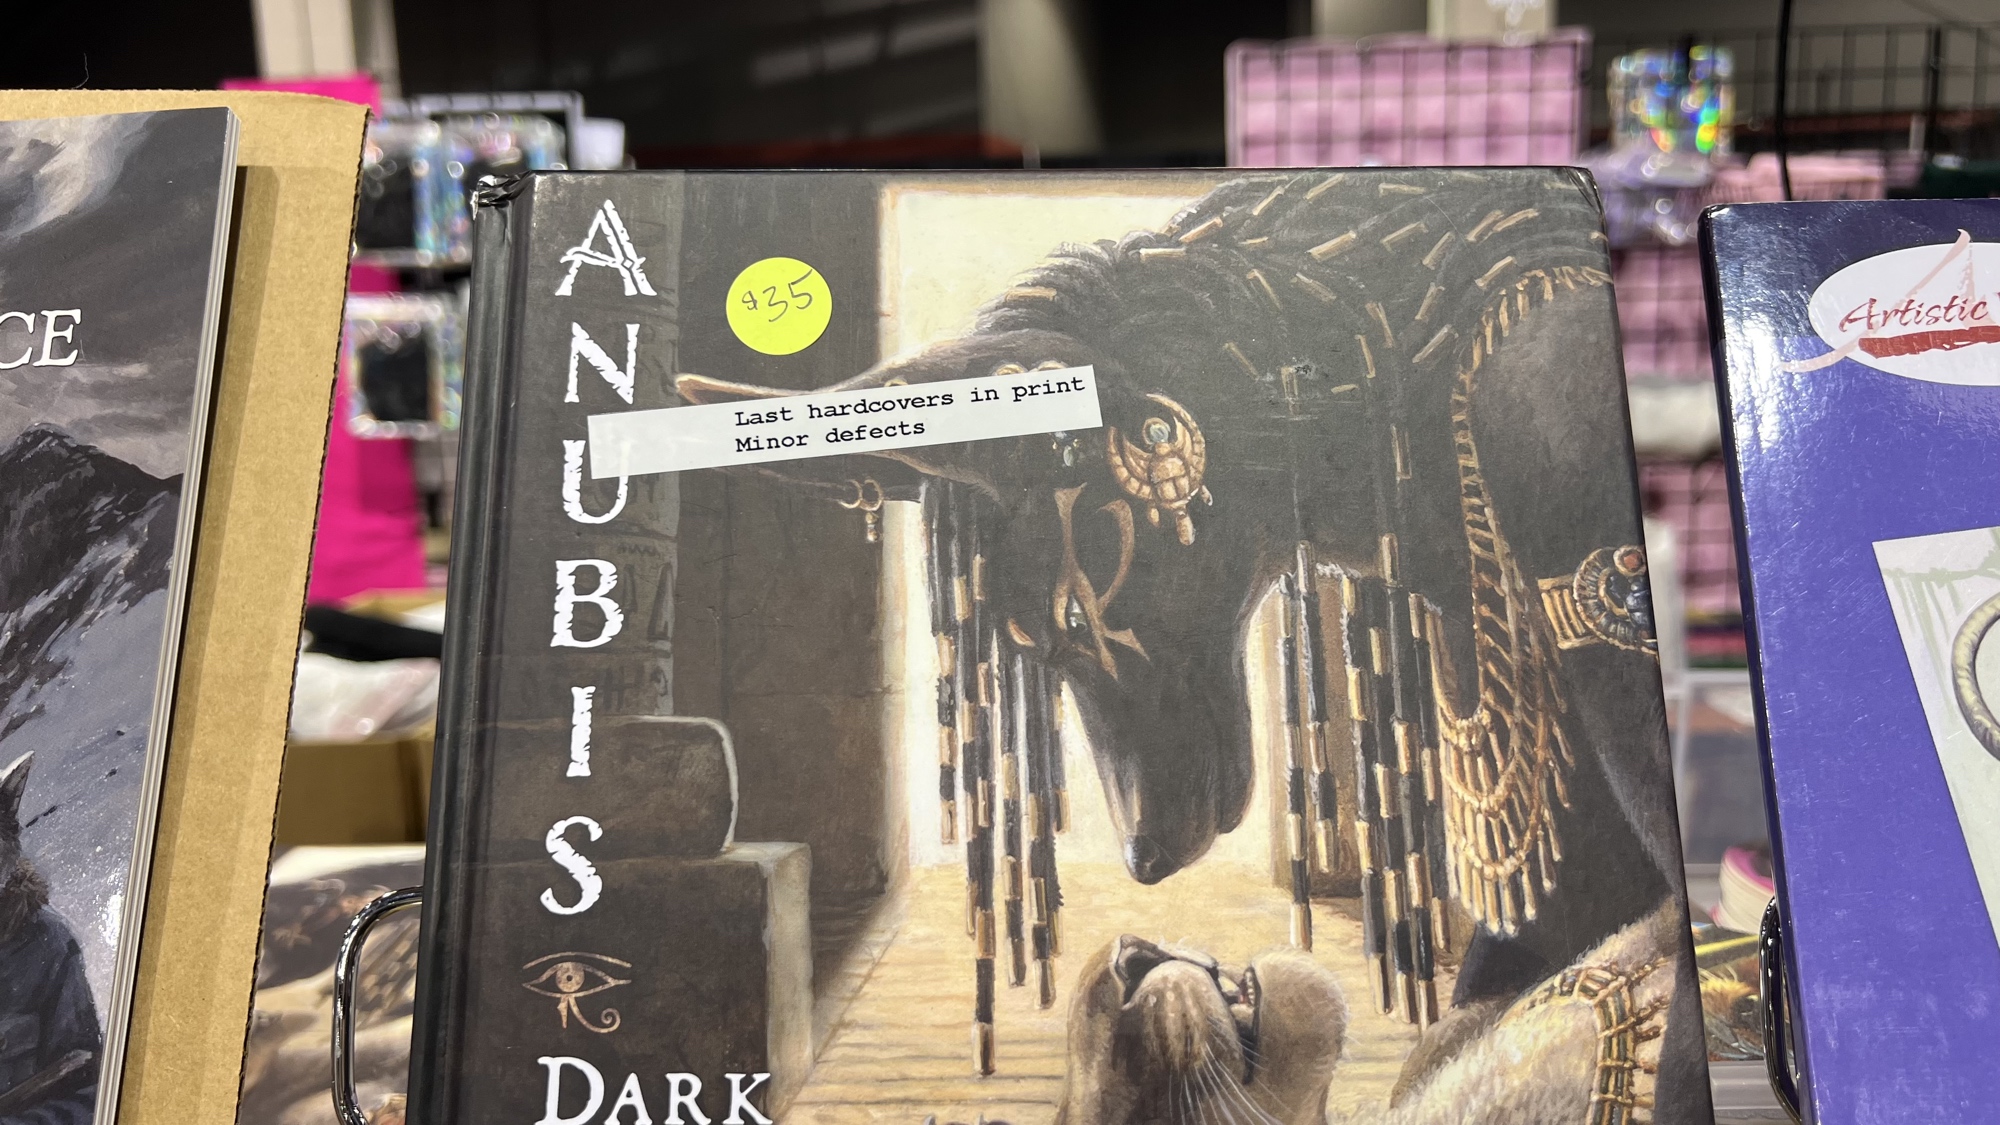 CE
ANUBIS
$35
Last hardcovers in print
Minor defects
DARK
Artistic